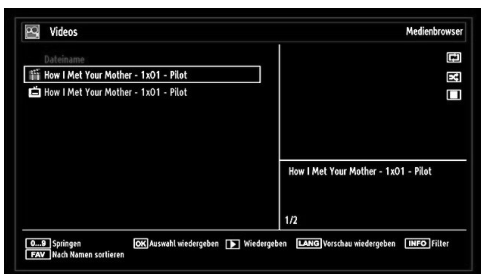 Videos
Medienbrowser
Dateiname
How I Met Your Mother - 1x01 - Pilot
How I Met Your Mother - 1x01 - Pilot
How I Met Your Mother - 1x01 - Pilot
1/2
0...9 Springen OK Auswahl wiedergeben Wiedergeben LANG Vorschau wiedergeben INFO Filter
FAV Nach Namen sortieren